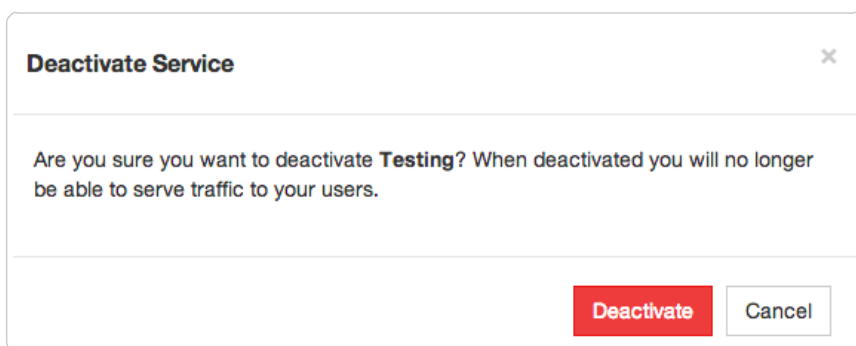 Deactivate Service
×
Are you sure you want to deactivate Testing? When deactivated you will no longer
be able to serve traffic to your users.
Deactivate
Cancel